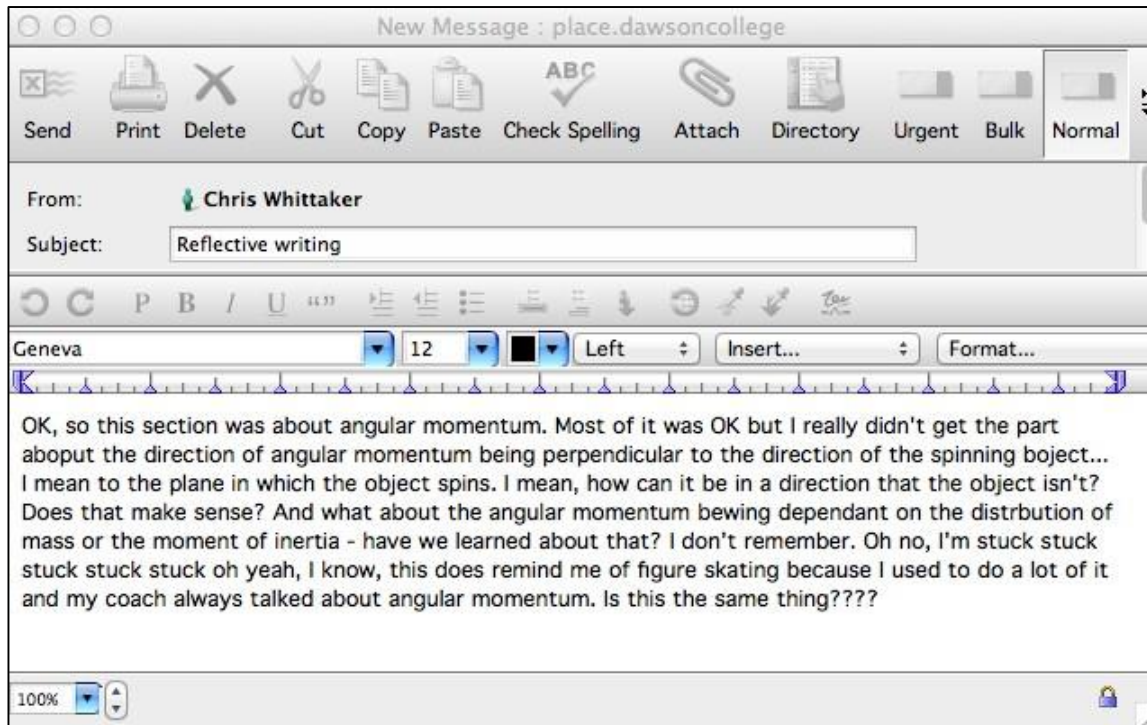 New Message : place.dawsoncollege
ABC
Send Print Delete Cut Copy Paste Check Spelling Attach Directory Urgent Bulk Normal
From: Chris Whittaker
Subject: Reflective writing
P B I U “”
Geneva 12 Left Insert... Format...
OK, so this section was about angular momentum. Most of it was OK but I really didn't get the part
aboput the direction of angular momentum being perpendicular to the direction of the spinning boject...
I mean to the plane in which the object spins. I mean, how can it be in a direction that the object isn't?
Does that make sense? And what about the angular momentum bewing dependant on the distrbution of
mass or the moment of inertia - have we learned about that? I don't remember. Oh no, I'm stuck stuck
stuck stuck stuck oh yeah, I know, this does remind me of figure skating because I used to do a lot of it
and my coach always talked about angular momentum. Is this the same thing????
100%